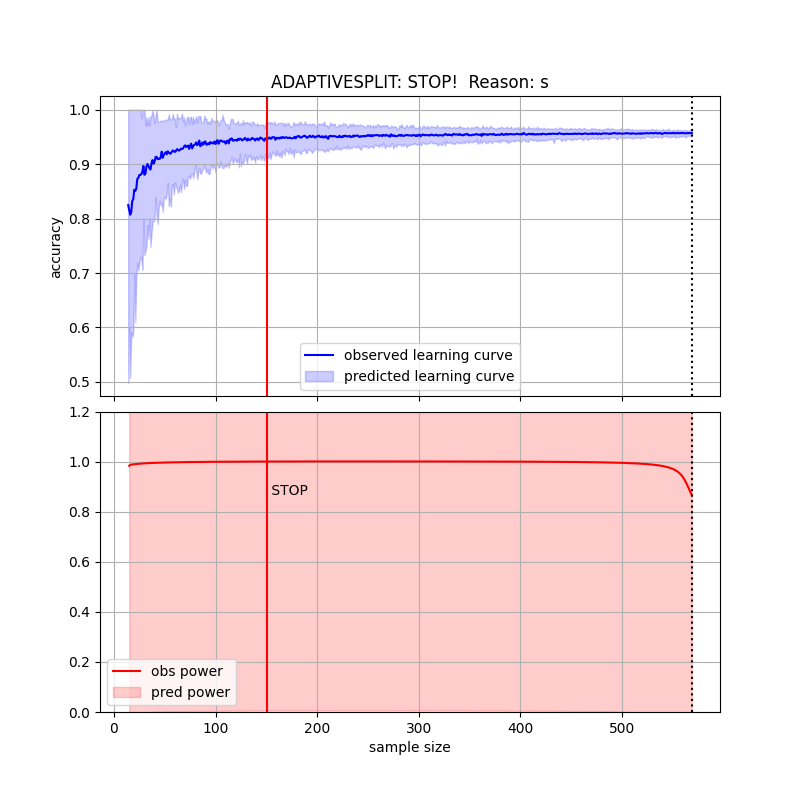 ADAPTIVESPLIT: STOP!  Reason: s
1.0
0.9
0.8
0.7
0.6
0.5
accuracy
observed learning curve
predicted learning curve
1.2
1.0
0.8
0.6
0.4
0.2
0.0
STOP
obs power
pred power
0 100 200 300 400 500
sample size